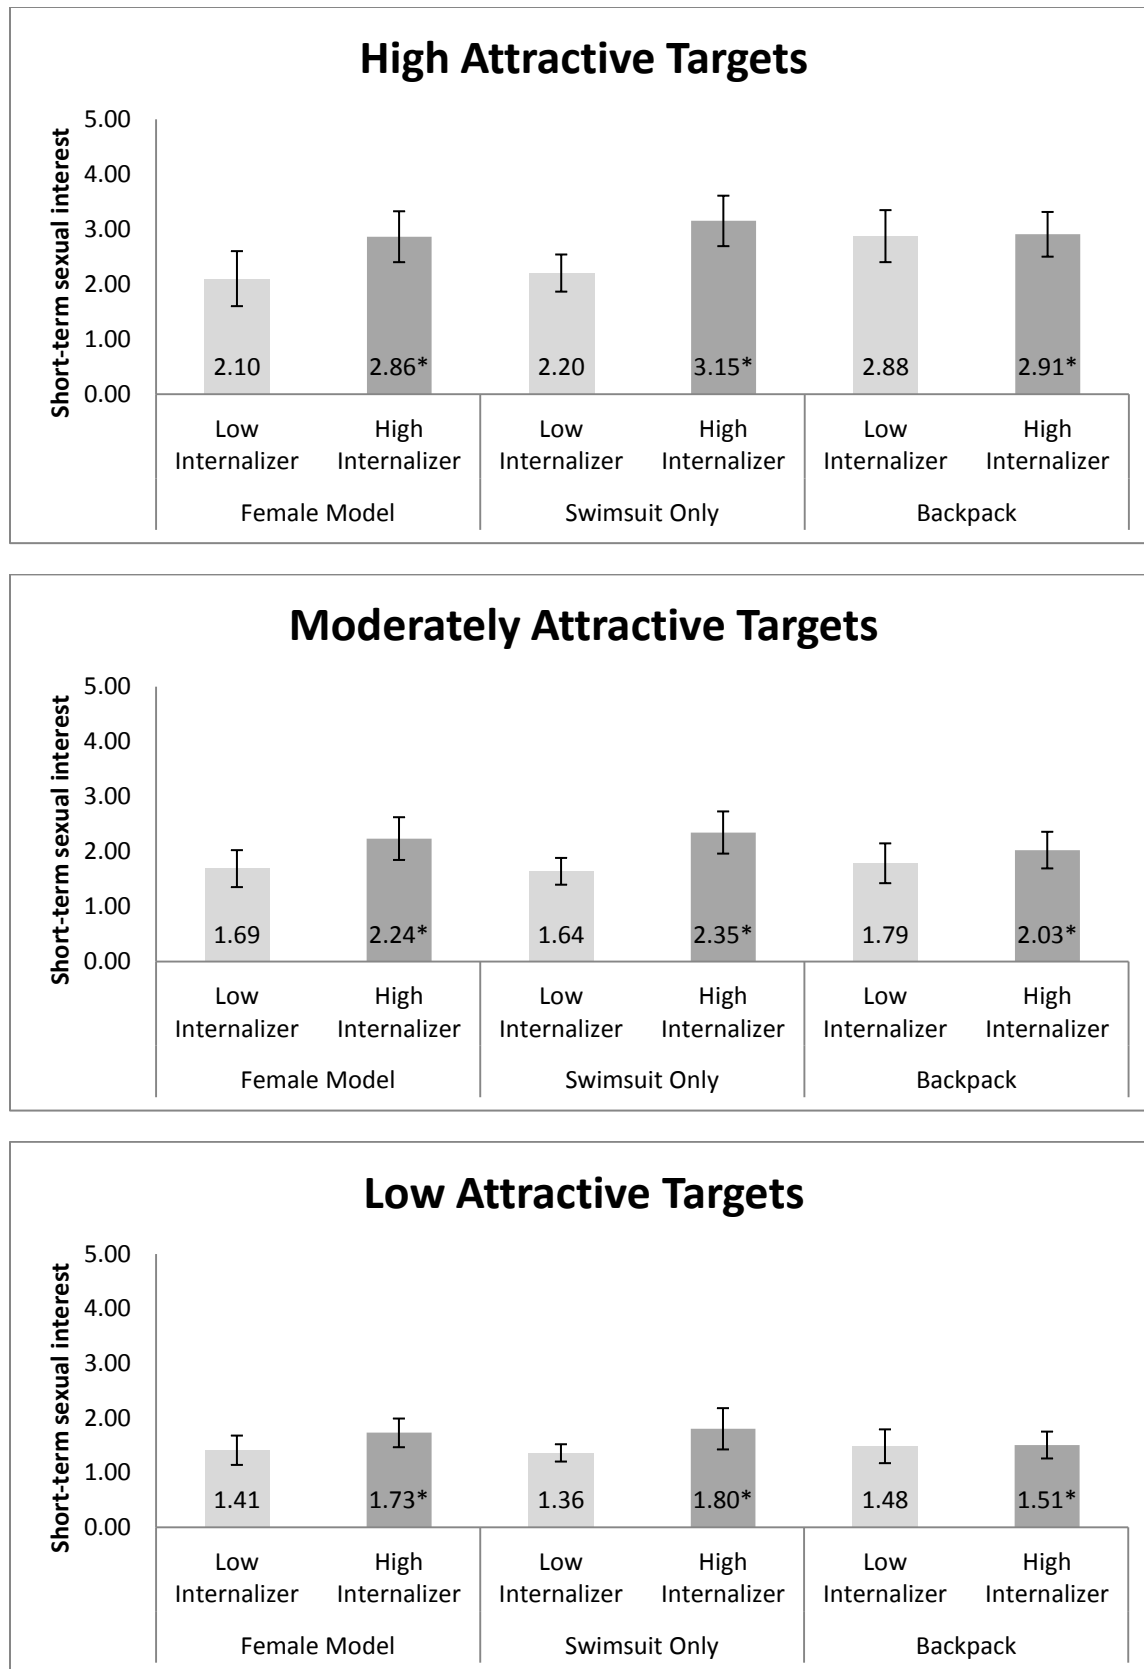 High Attractive Targets
Short-term sexual interest
5.00
4.00
3.00
2.00
1.00
0.00
2.10
2.86*
2.20
3.15*
2.88
2.91*
Low
Internalizer
High
Internalizer
Low
Internalizer
High
Internalizer
Low
Internalizer
High
Internalizer
Female Model
Swimsuit Only
Backpack
Moderately Attractive Targets
Short-term sexual interest
5.00
4.00
3.00
2.00
1.00
0.00
1.69
2.24*
1.64
2.35*
1.79
2.03*
Low
Internalizer
High
Internalizer
Low
Internalizer
High
Internalizer
Low
Internalizer
High
Internalizer
Female Model
Swimsuit Only
Backpack
Low Attractive Targets
Short-term sexual interest
5.00
4.00
3.00
2.00
1.00
0.00
1.41
1.73*
1.36
1.80*
1.48
1.51*
Low
Internalizer
High
Internalizer
Low
Internalizer
High
Internalizer
Low
Internalizer
High
Internalizer
Female Model
Swimsuit Only
Backpack